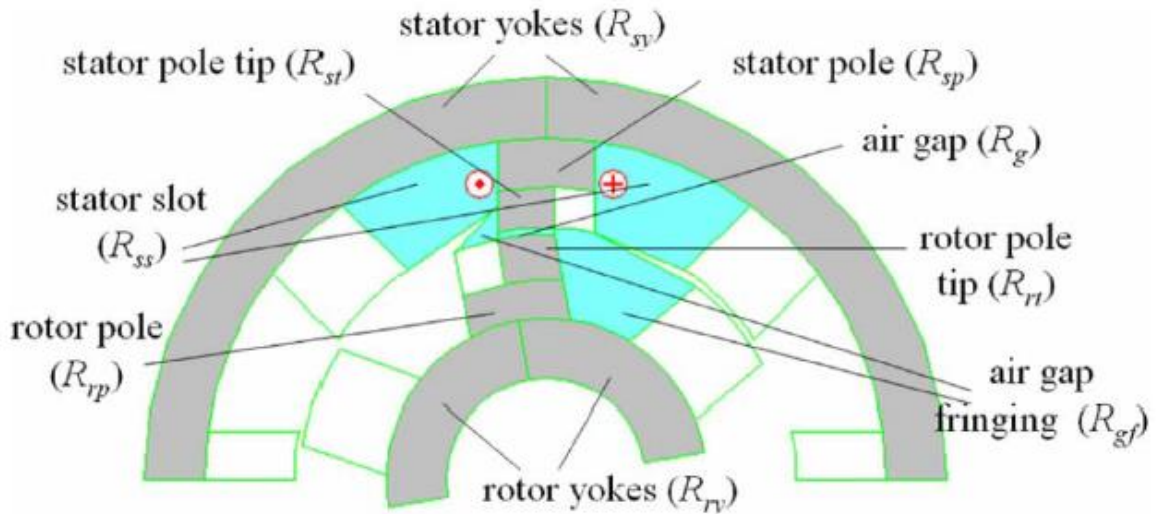 stator yokes (Rsy)
stator pole tip (Rst)
stator pole (Rsp)
air gap (Rg)
stator slot
(Rss)
rotor pole
tip (Rrt)
rotor pole
(Rrp)
air gap
fringing (Rgf)
rotor yokes (Rry)